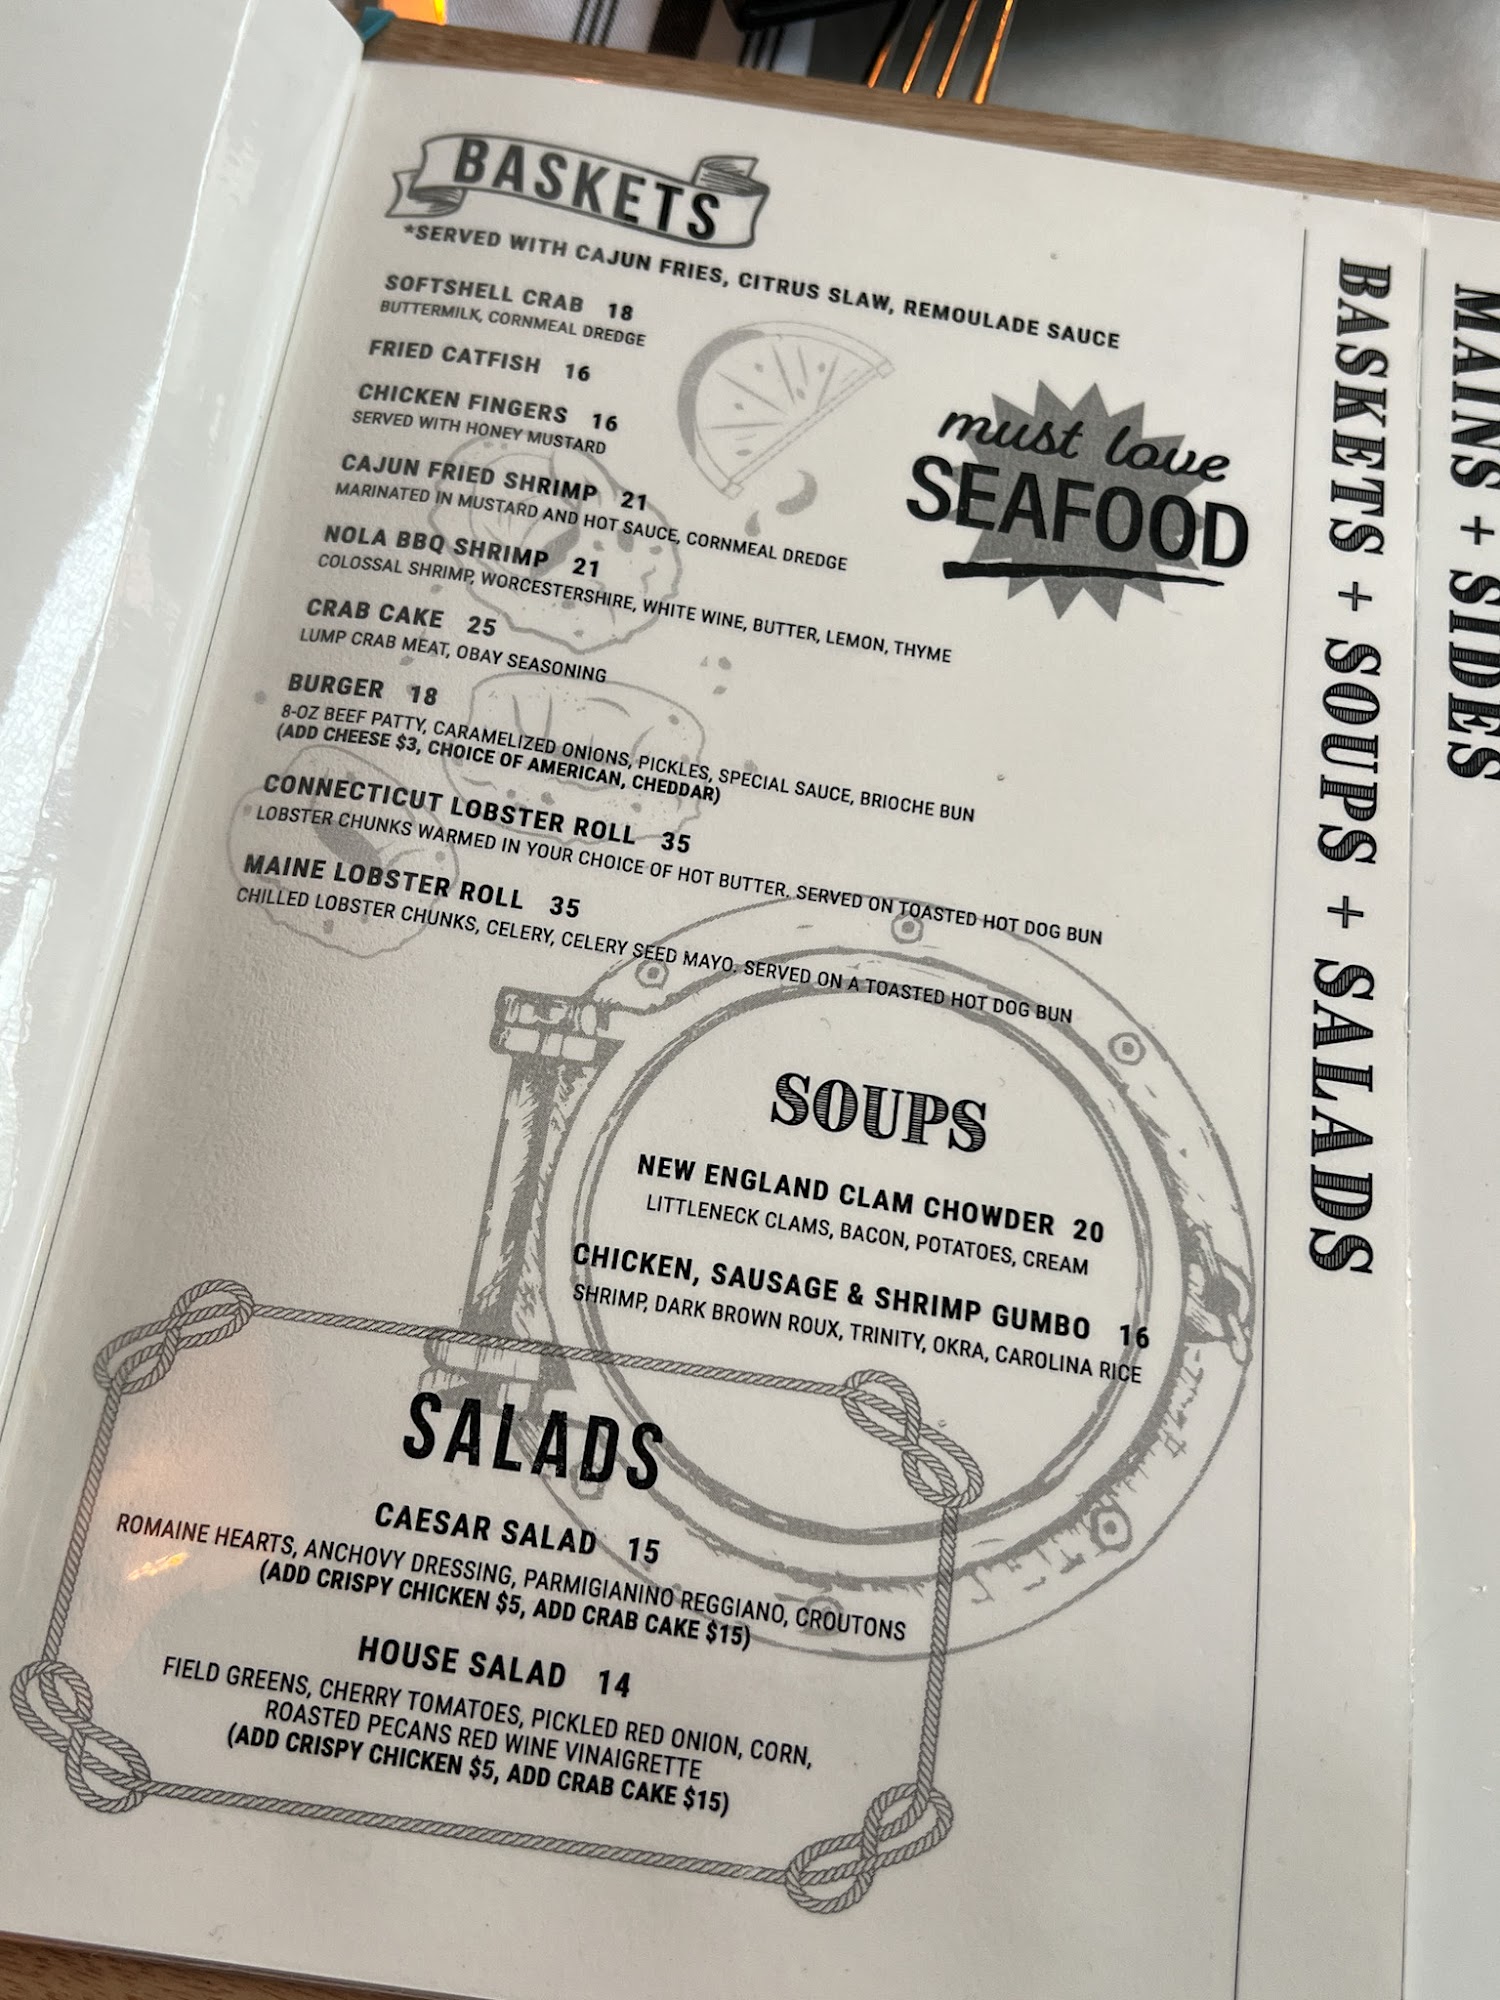 BASKETS
*SERVED WITH CAJUN FRIES, CITRUS SLAW, REMOULADE SAUCE
SOFTSHELL CRAB 18
BUTTERMILK, CORNMEAL DREDGE
FRIED CATFISH 16
CHICKEN FINGERS 16
SERVED WITH HONEY MUSTARD
CAJUN FRIED SHRIMP 21
MARINATED IN MUSTARD AND HOT SAUCE, CORNMEAL DREDGE
NOLA BBQ SHRIMP 21
COLOSSAL SHRIMP, WORCESTERSHIRE, WHITE WINE, BUTTER, LEMON, THYME
CRAB CAKE 25
LUMP CRAB MEAT, OBAY SEASONING
BURGER 18
8-OZ BEEF PATTY, CARAMELIZED ONIONS, PICKLES, SPECIAL SAUCE, BRIOCHE BUN
(ADD CHEESE $3, CHOICE OF AMERICAN, CHEDDAR)
CONNECTICUT LOBSTER ROLL 35
LOBSTER CHUNKS WARMED IN YOUR CHOICE OF HOT BUTTER. SERVED ON TOASTED HOT DOG BUN
MAINE LOBSTER ROLL 35
CHILLED LOBSTER CHUNKS, CELERY, CELERY SEED MAYO. SERVED ON A TOASTED HOT DOG BUN
must love
SEAFOOD
SOUPS
NEW ENGLAND CLAM CHOWDER 20
LITTLENECK CLAMS, BACON, POTATOES, CREAM
CHICKEN, SAUSAGE & SHRIMP GUMBO 16
SHRIMP, DARK BROWN ROUX, TRINITY, OKRA, CAROLINA RICE
SALADS
CAESAR SALAD 15
ROMAINE HEARTS, ANCHOVY DRESSING, PARMIGIANINO REGGIANO, CROUTONS
(ADD CRISPY CHICKEN $5, ADD CRAB CAKE $15)
HOUSE SALAD 14
FIELD GREENS, CHERRY TOMATOES, PICKLED RED ONION, CORN,
ROASTED PECANS RED WINE VINAIGRETTE
(ADD CRISPY CHICKEN $5, ADD CRAB CAKE $15)
BASKETS + SOUPS + SALADS
MAINS + SIDES